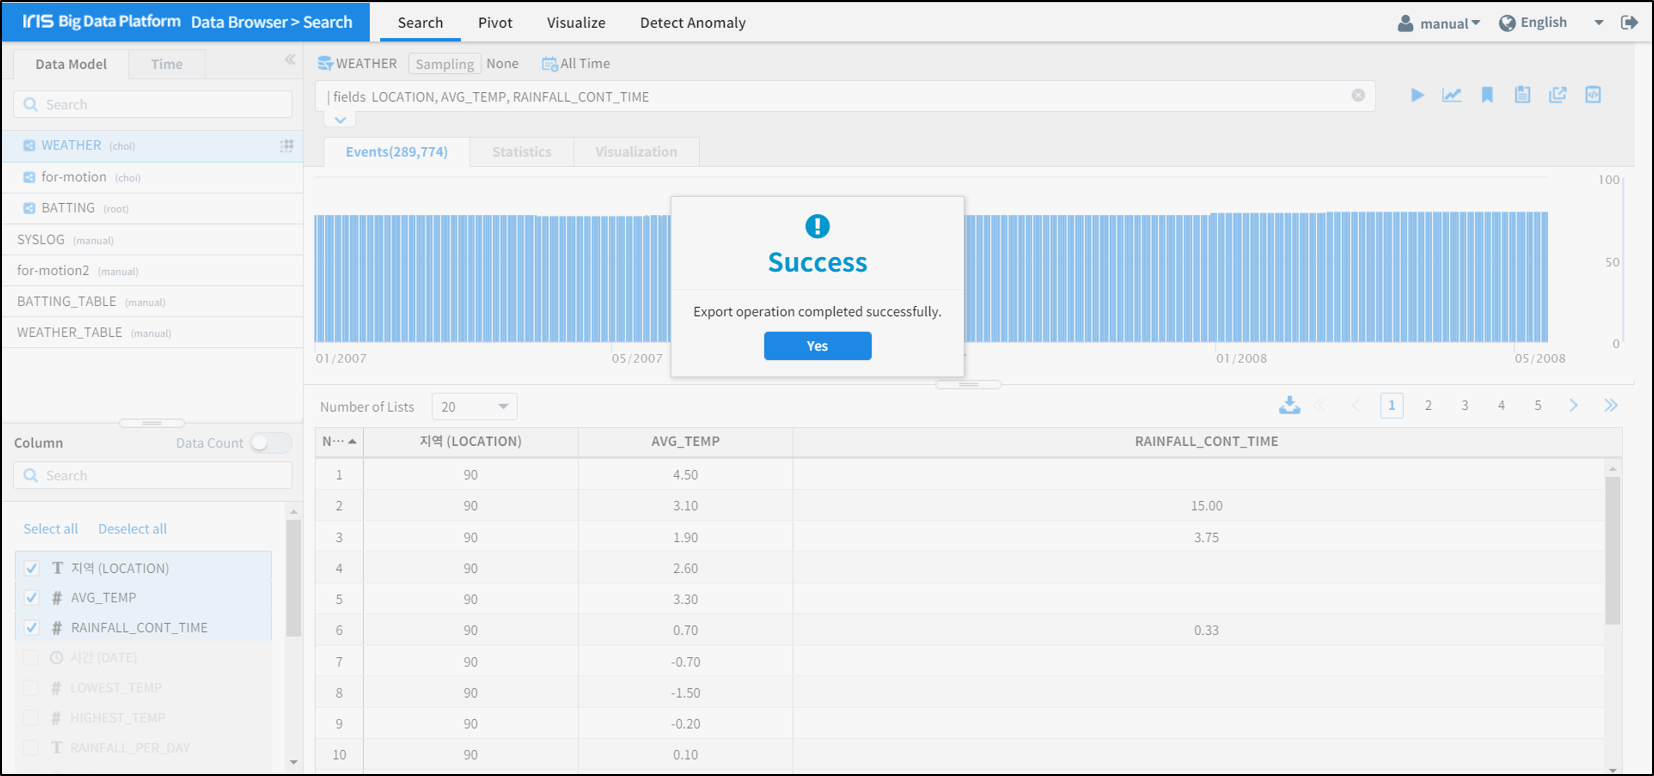 IRIS Big Data Platform Data Browser > Search
Search Pivot Visualize Detect Anomaly
manual English
Data Model Time
Search
WEATHER (choi)
for-motion (choi)
BATTING (root)
SYSLOG (manual)
for-motion2 (manual)
BATTING_TABLE (manual)
WEATHER_TABLE (manual)
Column Data Count
Search
Select all Deselect all
T 지역 (LOCATION)
# AVG_TEMP
# RAINFALL_CONT_TIME
시간 (DATE)
# LOWEST_TEMP
# HIGHEST_TEMP
T RAINFALL_PER_DAY
WEATHER Sampling None All Time
| fields LOCATION, AVG_TEMP, RAINFALL_CONT_TIME
Events(289,774) Statistics Visualization
100
50
0
01/2007 05/2007 01/2008 05/2008
Success
Export operation completed successfully.
Yes
Number of Lists 20
1 2 3 4 5
N··· 지역 (LOCATION) AVG_TEMP RAINFALL_CONT_TIME
1 90 4.50
2 90 3.10 15.00
3 90 1.90 3.75
4 90 2.60
5 90 3.30
6 90 0.70 0.33
7 90 -0.70
8 90 -1.50
9 90 -0.20
10 90 0.10